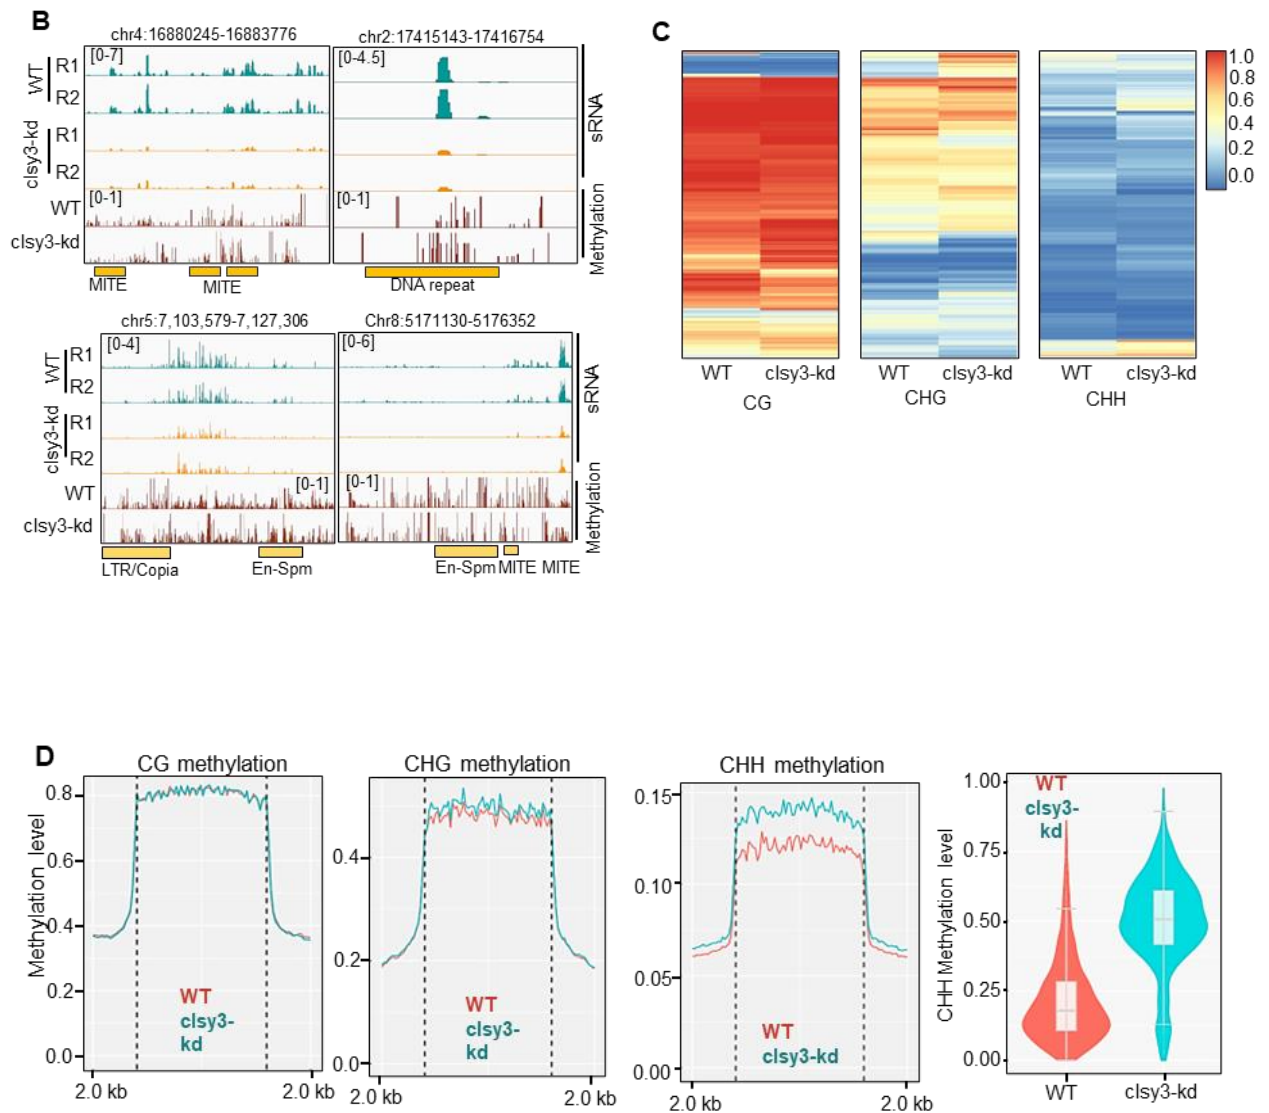 B
chr4:16880245-16883776
chr2:17415143-17416754
[0-7]
[0-4.5]
WT
R1
R2
clsy3-kd
R1
R2
sRNA
WT
[0-1]
[0-1]
clsy3-kd
Methylation
MITE
MITE
DNA repeat
chr5:7,103,579-7,127,306
Chr8:5171130-5176352
[0-4]
[0-6]
WT
R1
R2
clsy3-kd
R1
R2
sRNA
WT
[0-1]
[0-1]
clsy3-kd
Methylation
LTR/Copia
En-Spm
En-Spm
MITE
MITE
C
1.0
0.8
0.6
0.4
0.2
0.0
WT
clsy3-kd
WT
clsy3-kd
WT
clsy3-kd
CG
CHG
CHH
D
CG methylation
Methylation level
0.8
0.6
0.4
0.2
0.0
WT
clsy3-
kd
2.0 kb
2.0 kb
CHG methylation
0.4
0.2
0.0
WT
clsy3-
kd
2.0 kb
2.0 kb
CHH methylation
0.15
0.10
0.05
0.00
WT
clsy3-kd
2.0 kb
2.0 kb
CHH Methylation level
1.00
0.75
0.50
0.25
0.00
WT
clsy3-
kd
WT
clsy3-kd